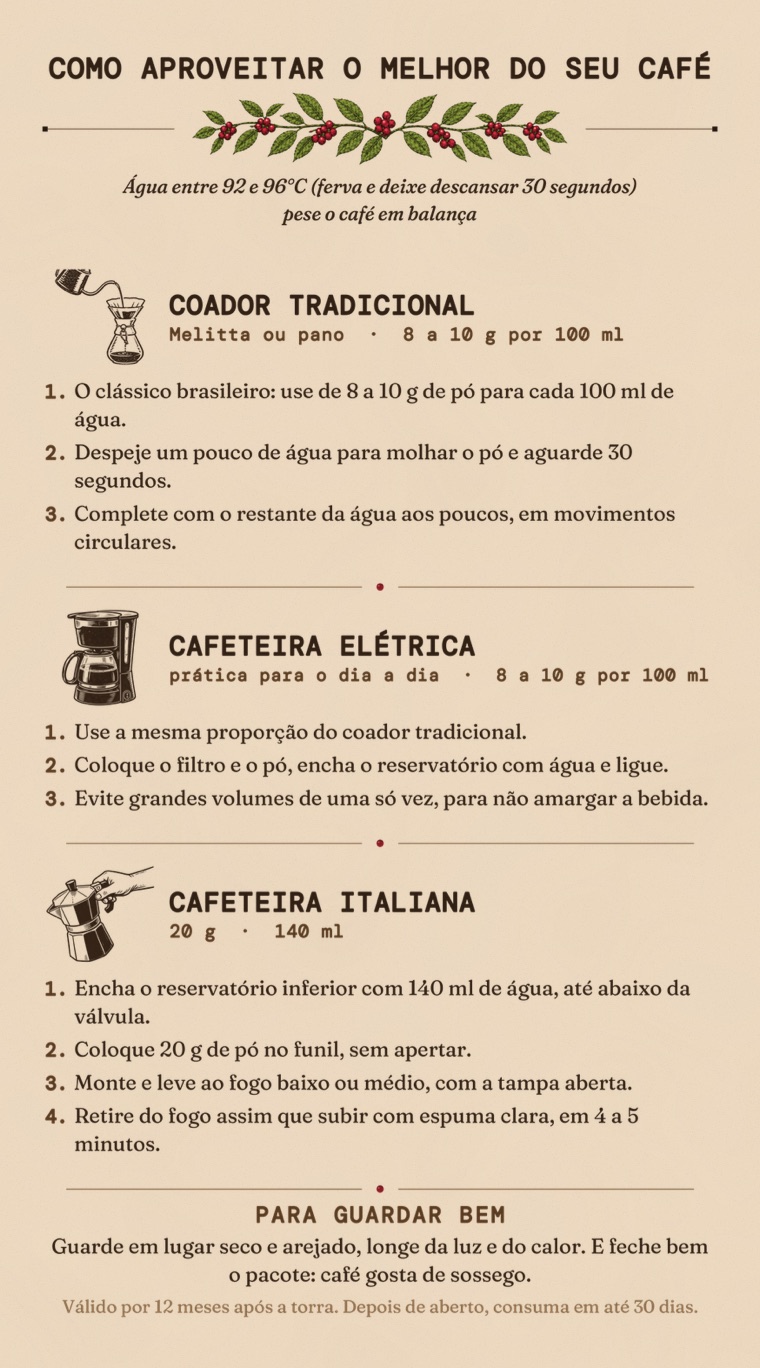 COMO APROVEITAR O MELHOR DO SEU CAFÉ
Água entre 92 e 96°C (ferva e deixe descansar 30 segundos)
pese o café em balança
COADOR TRADICIONAL
Melitta ou pano · 8 a 10 g por 100 ml
1. O clássico brasileiro: use de 8 a 10 g de pó para cada 100 ml de
água.
2. Despeje um pouco de água para molhar o pó e aguarde 30
segundos.
3. Complete com o restante da água aos poucos, em movimentos
circulares.
CAFETEIRA ELÉTRICA
prática para o dia a dia · 8 a 10 g por 100 ml
1. Use a mesma proporção do coador tradicional.
2. Coloque o filtro e o pó, encha o reservatório com água e ligue.
3. Evite grandes volumes de uma só vez, para não amargar a bebida.
CAFETEIRA ITALIANA
20 g · 140 ml
1. Encha o reservatório inferior com 140 ml de água, até abaixo da
válvula.
2. Coloque 20 g de pó no funil, sem apertar.
3. Monte e leve ao fogo baixo ou médio, com a tampa aberta.
4. Retire do fogo assim que subir com espuma clara, em 4 a 5
minutos.
PARA GUARDAR BEM
Guarde em lugar seco e arejado, longe da luz e do calor. E feche bem
o pacote: café gosta de sossego.
Válido por 12 meses após a torra. Depois de aberto, consuma em até 30 dias.